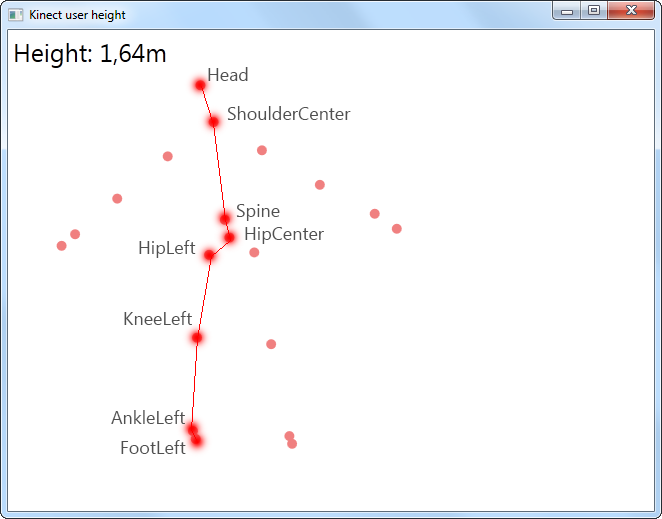 Kinect user height
Height: 1,64m
Head
ShoulderCenter
Spine
HipCenter
HipLeft
KneeLeft
AnkleLeft
FootLeft